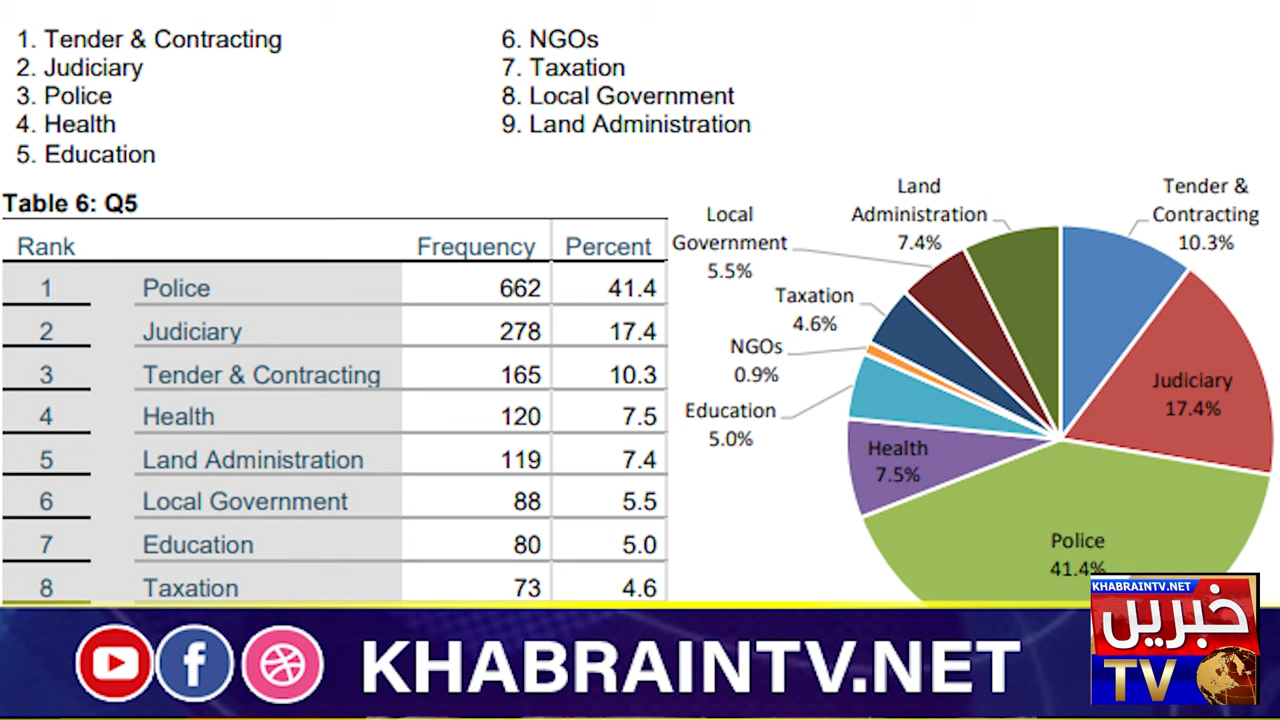 1. Tender & Contracting
2. Judiciary
3. Police
4. Health
5. Education
6. NGOs
7. Taxation
8. Local Government
9. Land Administration
Table 6: Q5
Rank Frequency Percent
1 Police 662 41.4
2 Judiciary 278 17.4
3 Tender & Contracting 165 10.3
4 Health 120 7.5
5 Land Administration 119 7.4
6 Local Government 88 5.5
7 Education 80 5.0
8 Taxation 73 4.6
Land
Administration
7.4%
Tender &
Contracting
10.3%
Local
Government
5.5%
Taxation
4.6%
NGOs
0.9%
Education
5.0%
Health
7.5%
Judiciary
17.4%
Police
41.4%
KHABRAINTV.NET
KHABRAINTV.NET
خبریں
TV